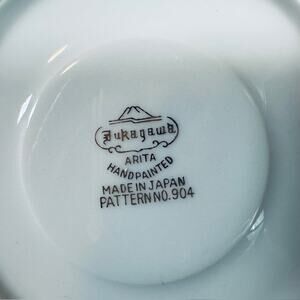 Fukagawa
ARITA
HANDPAINTED
MADE IN JAPAN
PATTERN NO. 904